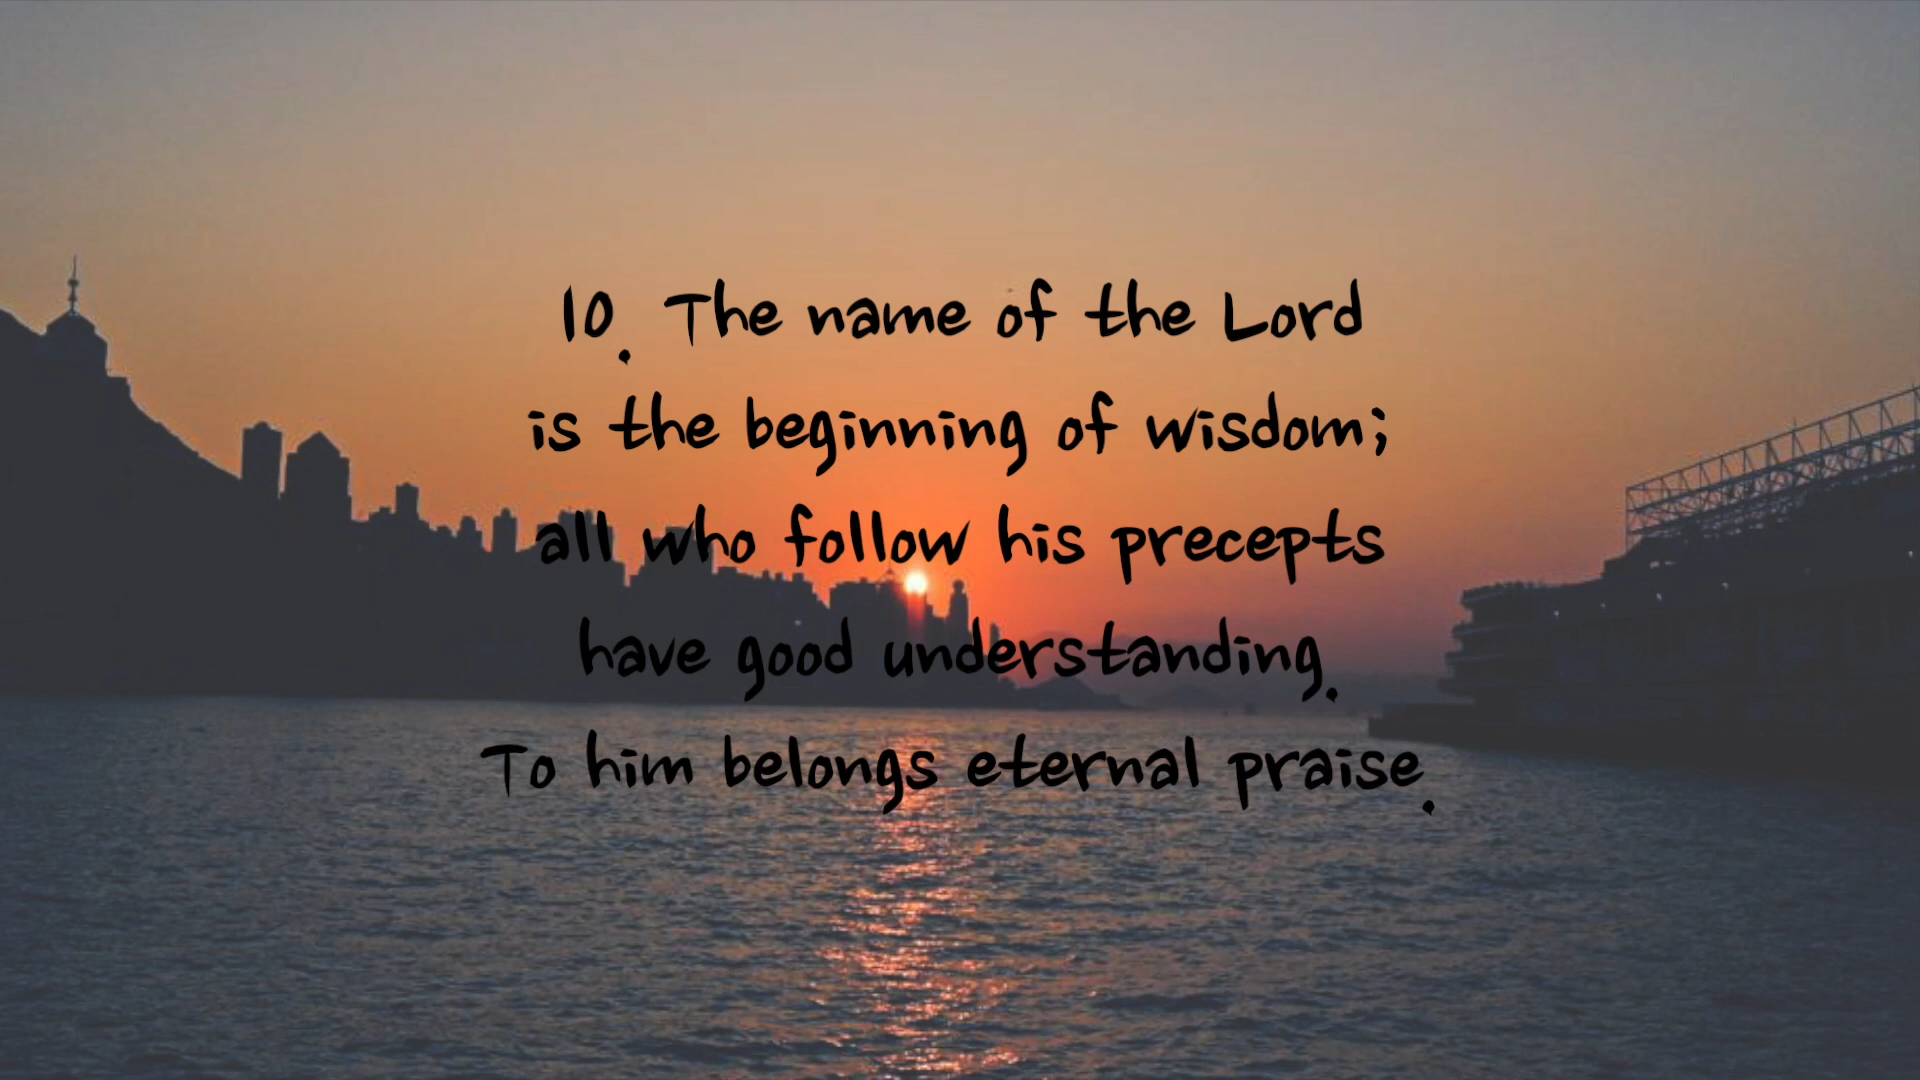 10. The name of the Lord
is the beginning of wisdom;
all who follow his precepts
have good understanding.
To him belongs eternal praise.